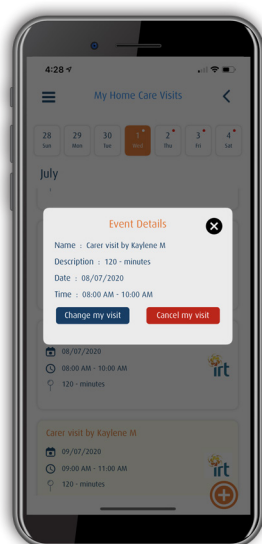 4:28
My Home Care Visits
28 29 30 1 2 3 4
Sun Mon Tue Wed Thu Fri Sat
July
Event Details
Name : Carer visit by Kaylene M
Description : 120 - minutes
Date : 08/07/2020
Time : 08:00 AM - 10:00 AM
Change my visit Cancel my visit
08/07/2020
08:00 AM - 10:00 AM
120 - minutes
irt
Carer visit by Kaylene M
09/07/2020
09:00 AM - 11:00 AM
120 - minutes
irt